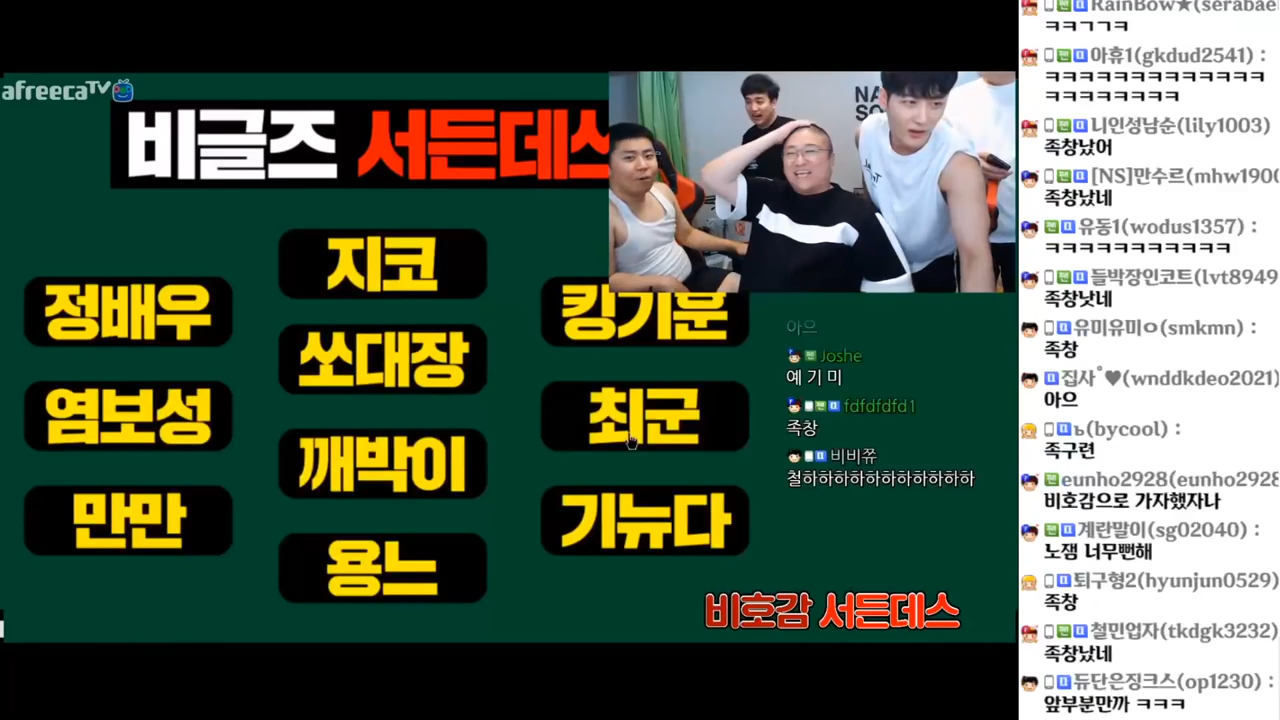 afreecaTV
비글즈 서든데스
지코
정배우
킹기훈
쏘대장
염보성
최군
깨박이
만만
기뉴다
용느
비호감 서든데스
NA
SO
아으
Joshe
예 기 미
fdfdfdfd1
족창
비비쮸
철하하하하하하하하하하하
RainBow★(serabae
ㅋㅋㄱㄱㅋ
아휴1(gkdud2541) :
ㅋㅋㅋㅋㅋㅋㅋㅋㅋㅋㅋㅋㅋ
ㅋㅋㅋㅋㅋㅋㅋㅋ
니인성남순(lily1003) :
족창났어
[NS]만수르(mhw1900
족창났네
유동1(wodus1357) :
ㅋㅋㅋㅋㅋㅋㅋㅋㅋㅋㅋ
들박장인코트(lvt8949
족창낫네
유미유미ㅇ(smkmn) :
족창
집사˚♥(wnddkdeo2021)
아으
ъ(bycool) :
족구련
eunho2928(eunho2928
비호감으로 가자했자나
계란말이(sg02040) :
노잼 너무뻔해
퇴구형2(hyunjun0529)
족창
철민업자(tkdgk3232)
족창났네
듀단은징크스(op1230) :
앞부분만까 ㅋㅋㅋ